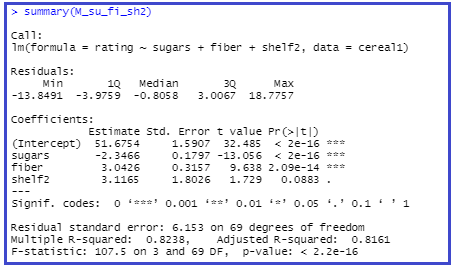 > summary(M_su_fi_sh2)
Call:
lm(formula = rating ~ sugars + fiber + shelf2, data = cereal1)
Residuals:
     Min       1Q   Median       3Q      Max
-13.8491  -3.9759  -0.8058   3.0067  18.7757
Coefficients:
            Estimate Std. Error t value Pr(>|t|)
(Intercept)  51.6754     1.5907  32.485  < 2e-16 ***
sugars       -2.3466     0.1797 -13.056  < 2e-16 ***
fiber         3.0426     0.3157   9.638 2.09e-14 ***
shelf2        3.1165     1.8026   1.729   0.0883 .
---
Signif. codes:  0 ‘***’ 0.001 ‘**’ 0.01 ‘*’ 0.05 ‘.’ 0.1 ‘ ’ 1
Residual standard error: 6.153 on 69 degrees of freedom
Multiple R-squared:  0.8238,    Adjusted R-squared:  0.8161
F-statistic: 107.5 on 3 and 69 DF,  p-value: < 2.2e-16